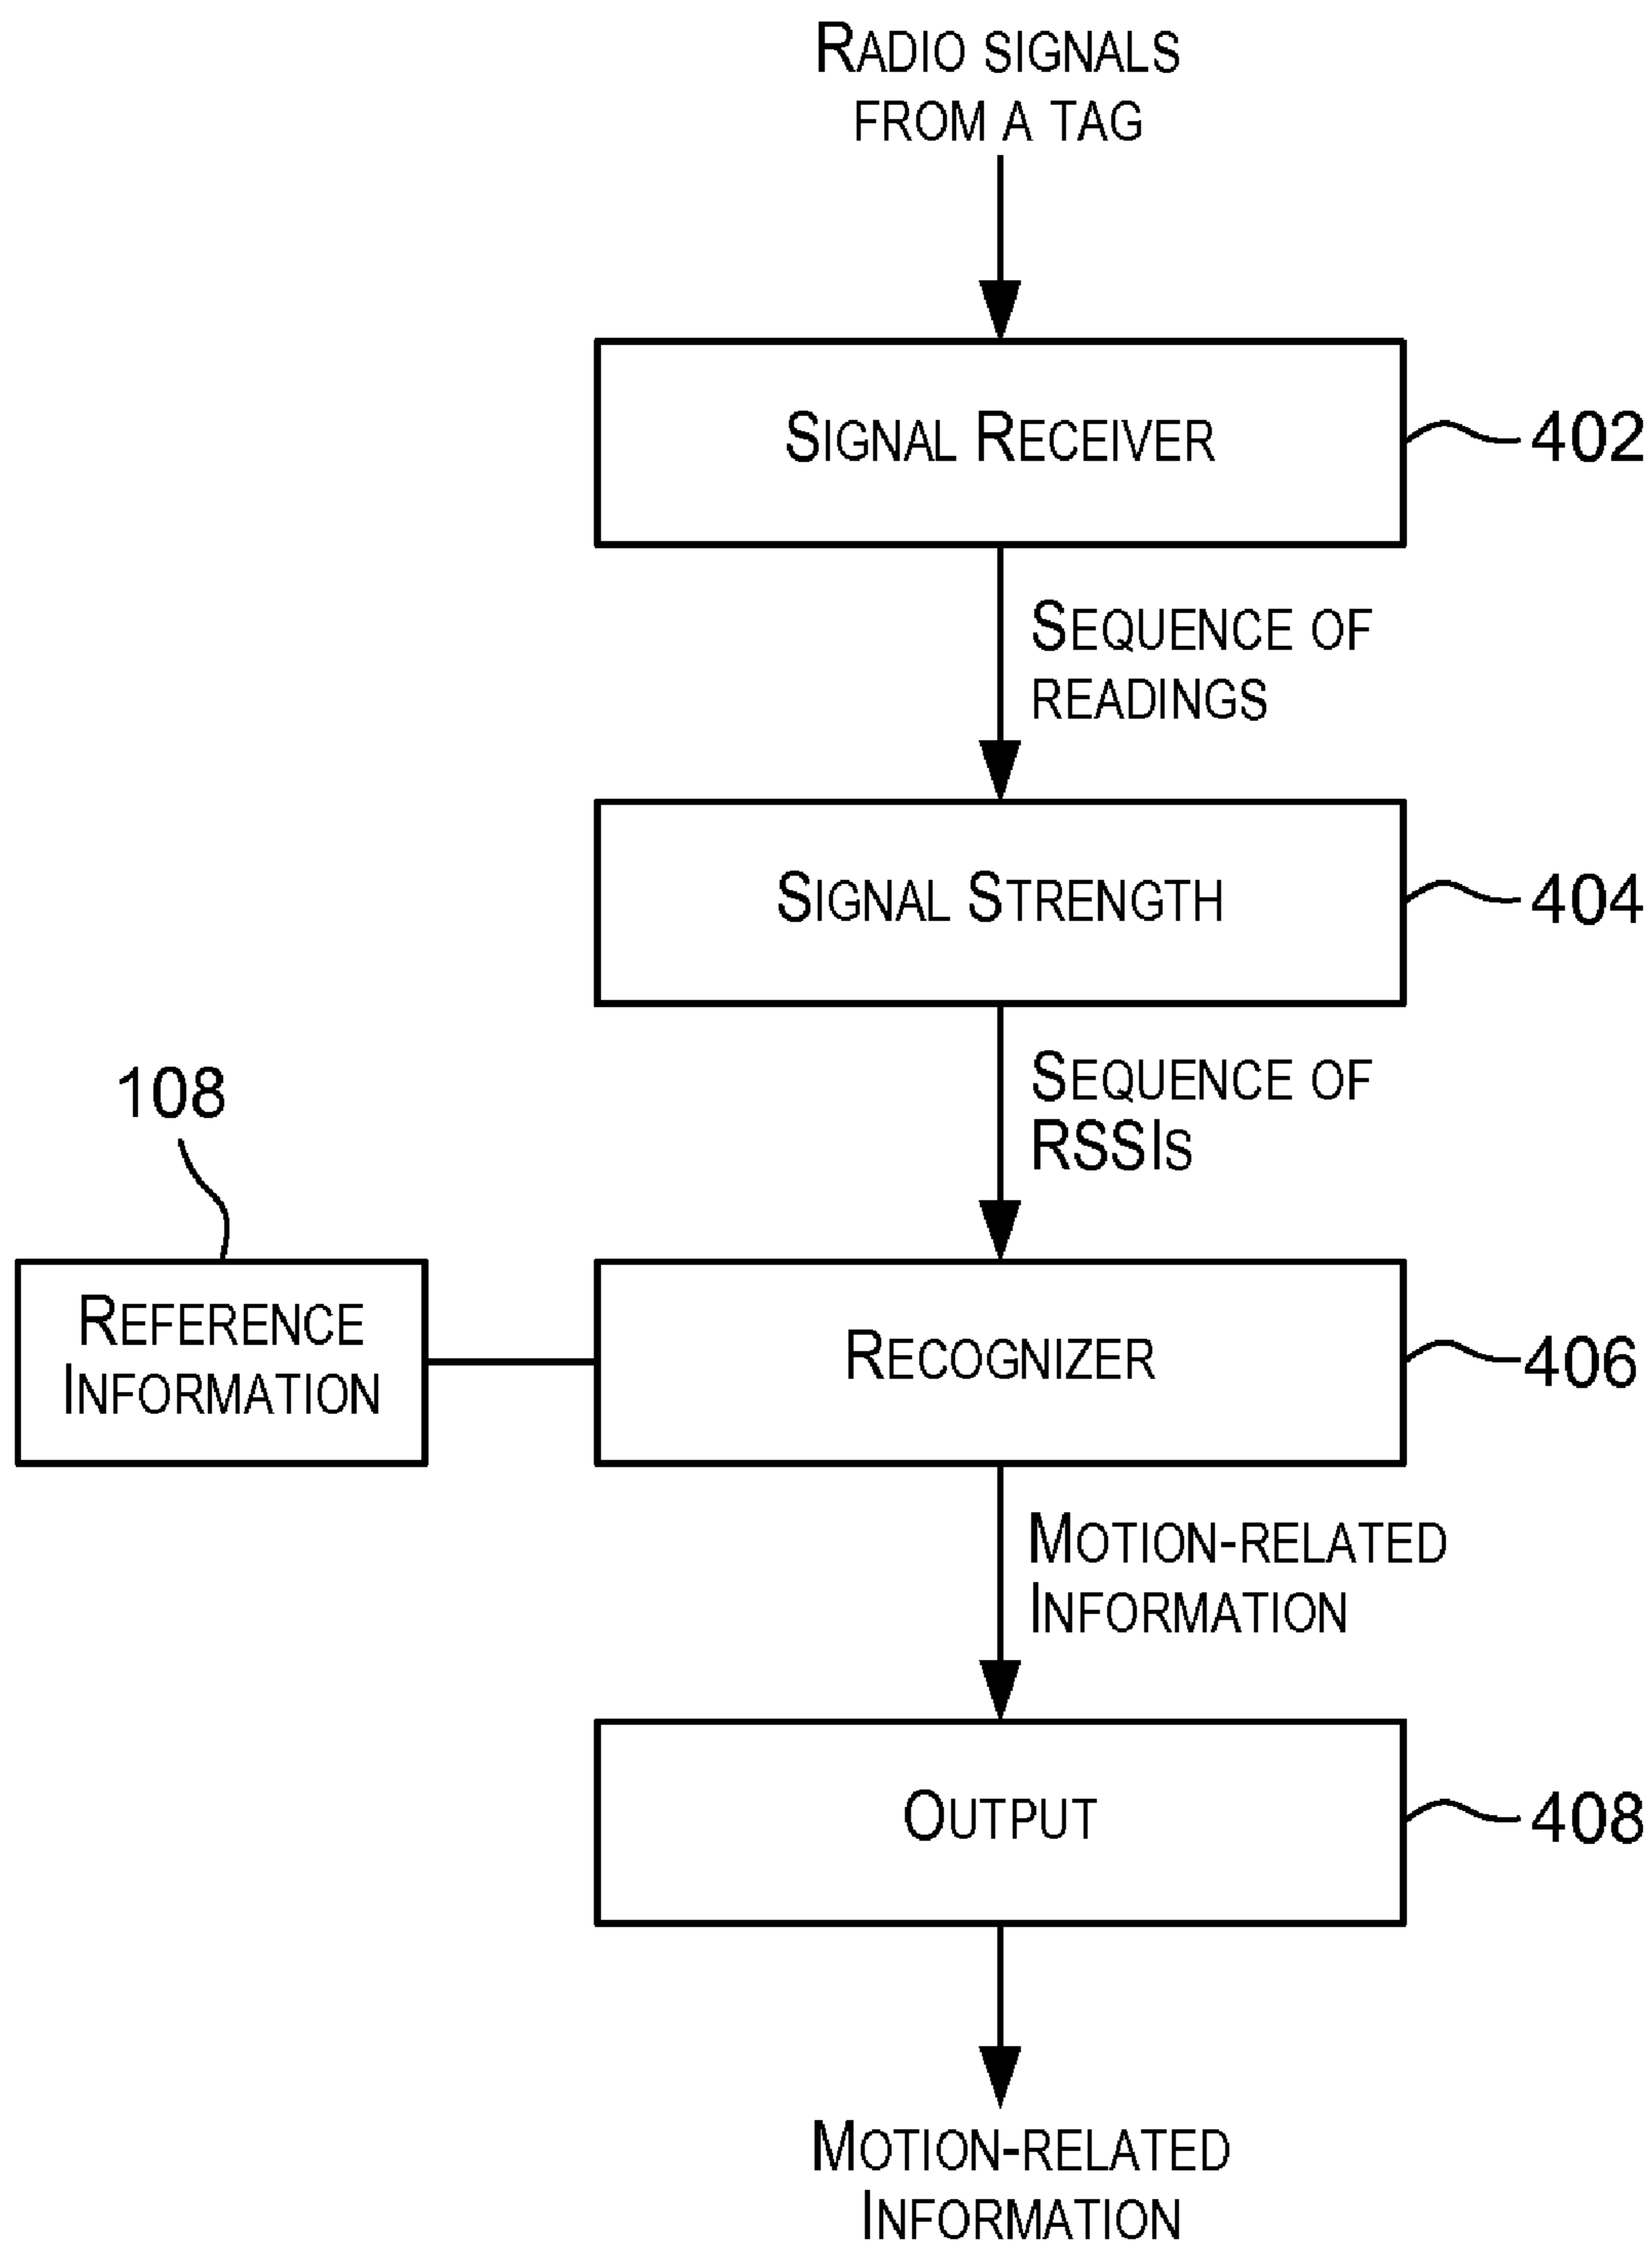 RADIO SIGNALS
FROM A TAG
SIGNAL RECEIVER
402
SEQUENCE OF
READINGS
SIGNAL STRENGTH
404
SEQUENCE OF
RSSIS
108
REFERENCE
INFORMATION
RECOGNIZER
406
MOTION-RELATED
INFORMATION
OUTPUT
408
MOTION-RELATED
INFORMATION